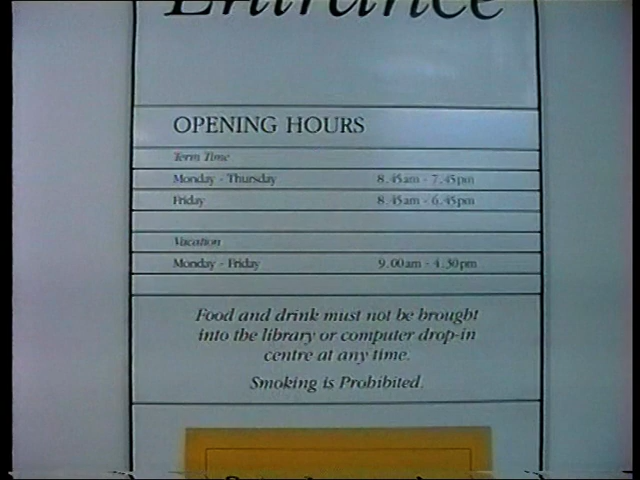 Entrance
OPENING HOURS
Term Time
Monday - Thursday 8.45am - 7.45pm
Friday 8.45am - 6.45pm
Vacation
Monday - Friday 9.00am - 4.30pm
Food and drink must not be brought
into the library or computer drop-in
centre at any time.
Smoking is Prohibited.